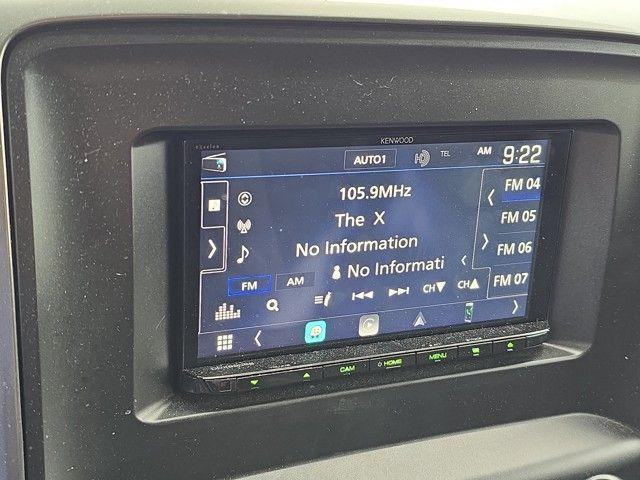 KENWOOD
AUTO1
HD
TEL
AM 9:22
105.9MHz
The X
No Information
No Informati
FM AM
CH▼ CH▲
FM 04
FM 05
FM 06
FM 07
CAM
HOME
MENU